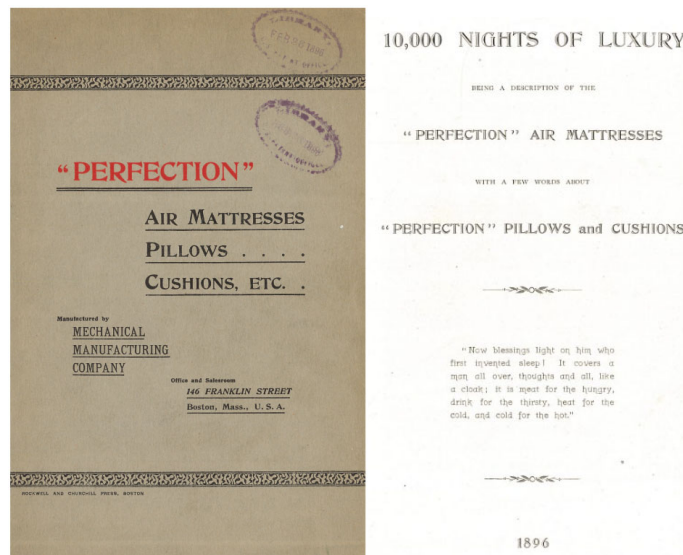 LIBRARY
FEB 28 1896
"PERFECTION"
AIR MATTRESSES
PILLOWS . . . .
CUSHIONS, ETC. .
Manufactured by
MECHANICAL
MANUFACTURING
COMPANY
Office and Salesroom
146 FRANKLIN STREET
Boston, Mass., U. S. A.
ROCKWELL AND CHURCHILL PRESS, BOSTON
10,000 NIGHTS OF LUXURY
BEING A DESCRIPTION OF THE
"PERFECTION" AIR MATTRESSES
WITH A FEW WORDS ABOUT
"PERFECTION" PILLOWS and CUSHIONS
"Now blessings light on him who
first invented sleep! It covers a
man all over, thoughts and all, like
a cloak; it is meat for the hungry,
drink for the thirsty, heat for the
cold, and cold for the hot."
1896